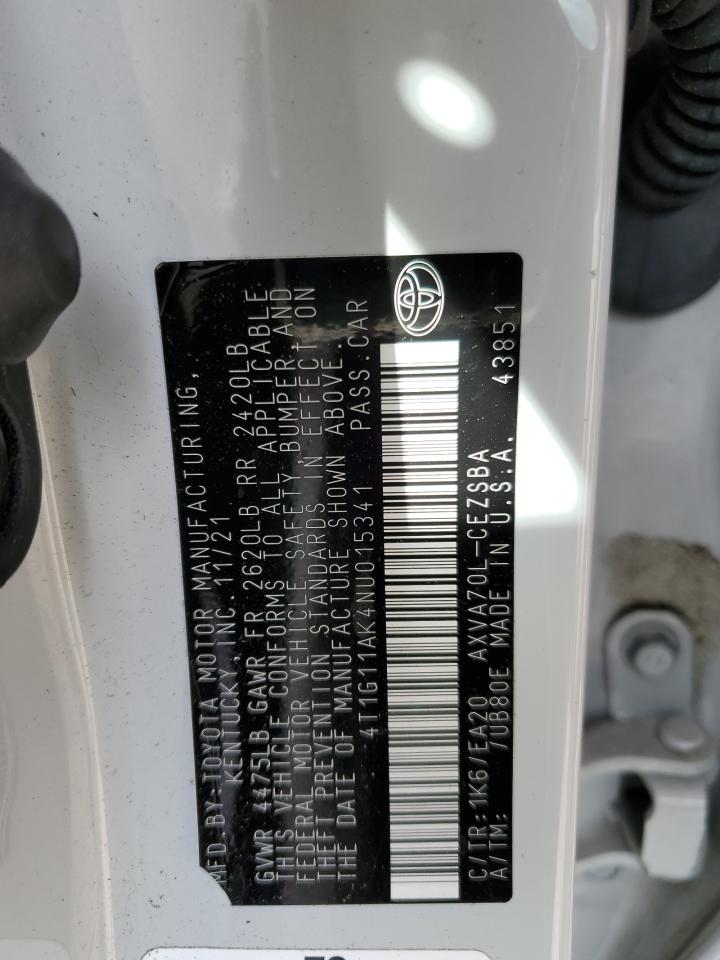 MFD BY:TOYOTA MOTOR MANUFACTURING,
KENTUCKY, INC. 11/21
GVWR 4475LB GAWR FR 2620LB RR 2420LB
THIS VEHICLE CONFORMS TO ALL APPLICABLE
FEDERAL MOTOR VEHICLE SAFETY, BUMPER, AND
THEFT PREVENTION STANDARDS IN EFFECT ON
THE DATE OF MANUFACTURE SHOWN ABOVE.
4T1G11AK4NU015341 PASS.CAR
C/TR:1K6/EA20 AXVA70L-CEZSBA
A/TM: /UB80E MADE IN U.S.A. 43851